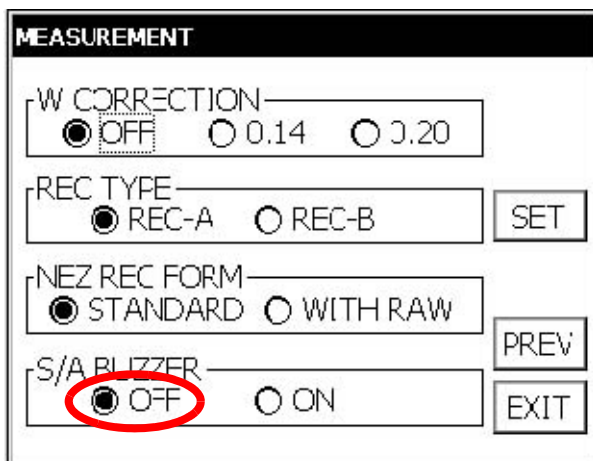 MEASUREMENT
W CORRECTION
OFF 0.14 0.20
REC TYPE
REC-A REC-B
SET
NEZ REC FORM
STANDARD WITH RAW
PREV
S/A BUZZER
OFF ON
EXIT